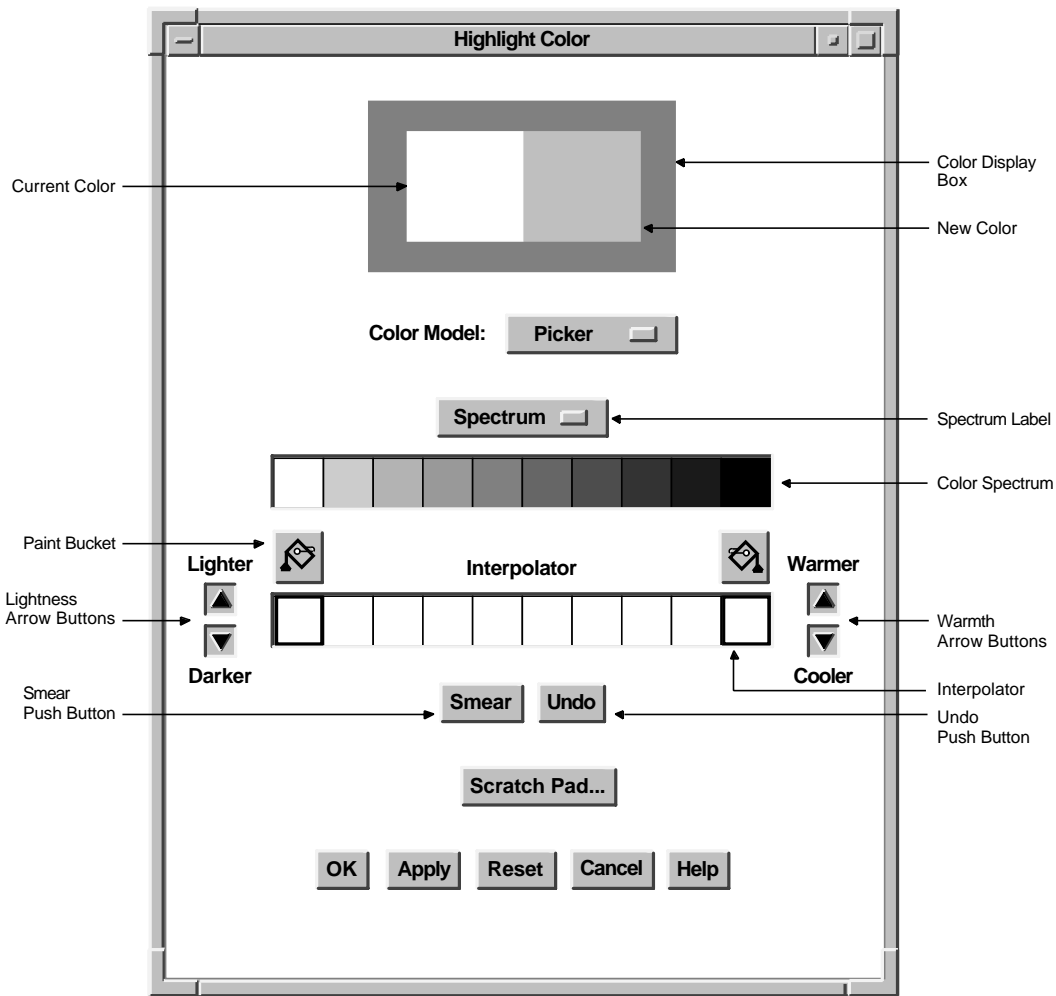 Highlight Color
Color Display
Box
Current Color
New Color
Color Model:
Picker
Spectrum
Spectrum Label
Color Spectrum
Paint Bucket
Lighter
Interpolator
Warmer
Lightness
Arrow Buttons
Warmth
Arrow Buttons
Darker
Cooler
Smear
Push Button
Smear
Undo
Interpolator
Undo
Push Button
Scratch Pad...
OK
Apply
Reset
Cancel
Help